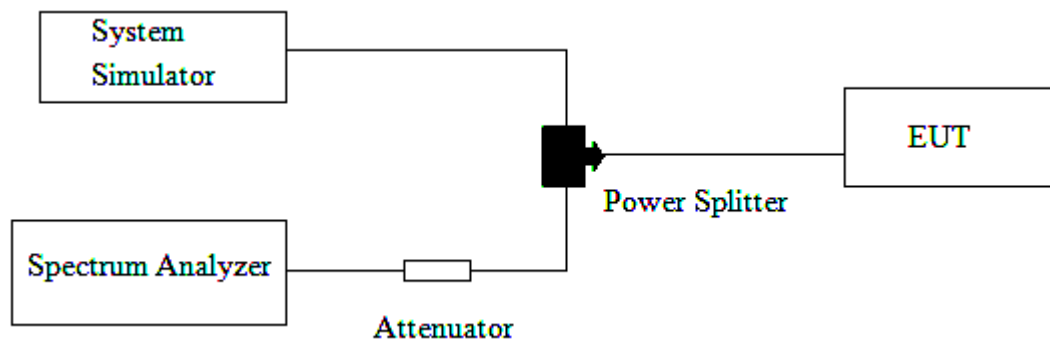 System
Simulator
EUT
Power Splitter
Spectrum Analyzer
Attenuator